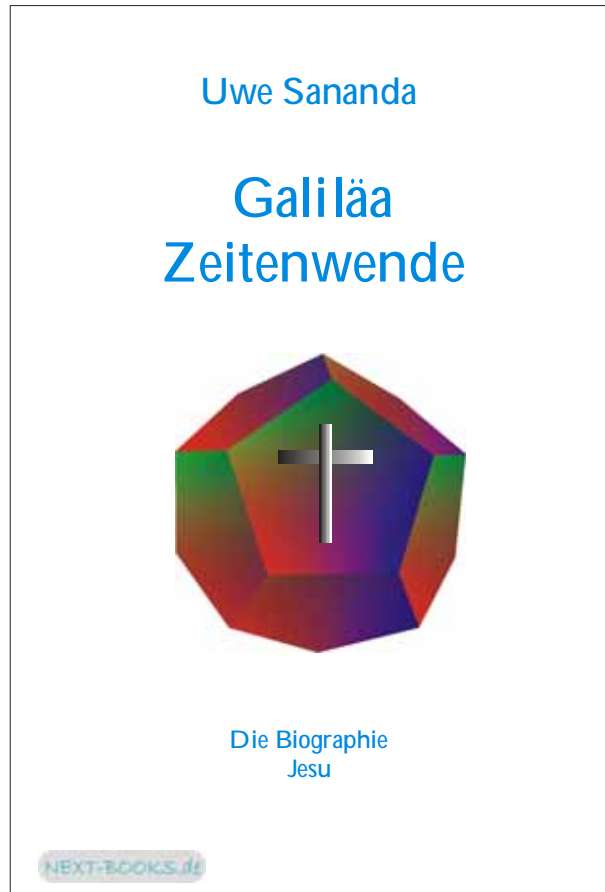 Uwe Sananda
Galiläa
Zeitenwende
Die Biographie
Jesu
NEXT-BOOKS.de